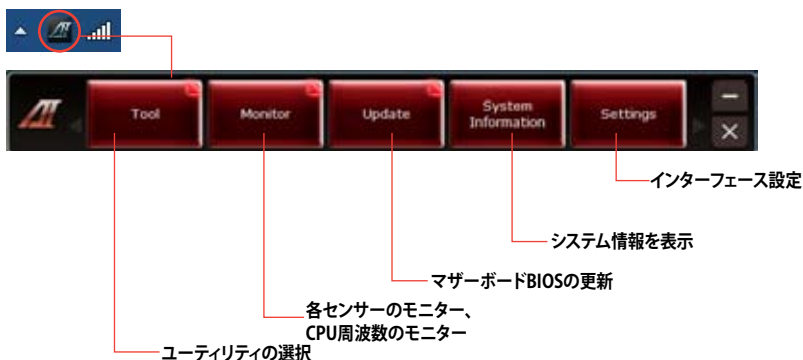 Tool
Monitor
Update
System
Information
Settings
インターフェース設定
システム情報を表示
マザーボードBIOSの更新
各センサーのモニター、
CPU周波数のモニター
ユーティリティの選択